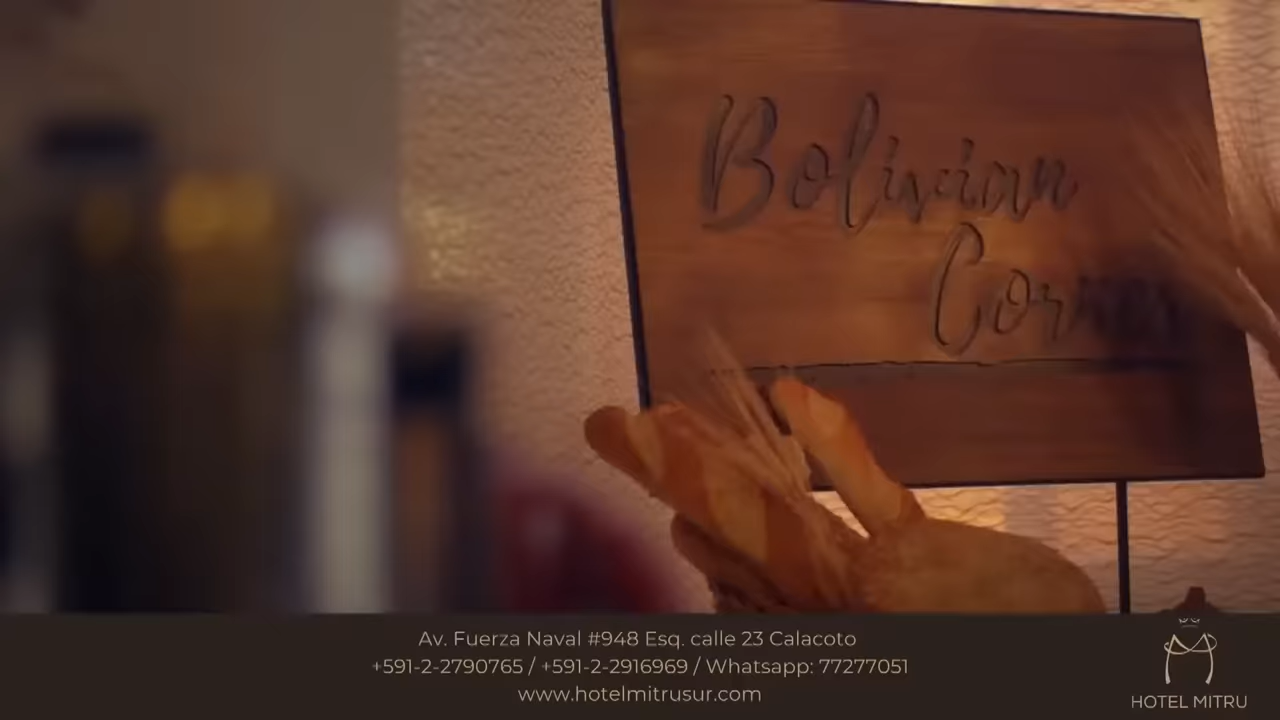 Bolivian
Corner
Av. Fuerza Naval #948 Esq. calle 23 Calacoto
+591-2-2790765 / +591-2-2916969 / Whatsapp: 77277051
www.hotelmitrusur.com
HOTEL MITRU